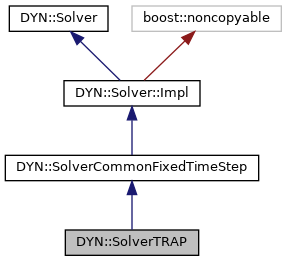 DYN::Solver
boost::noncopyable
DYN::Solver::Impl
DYN::SolverCommonFixedTimeStep
DYN::SolverTRAP